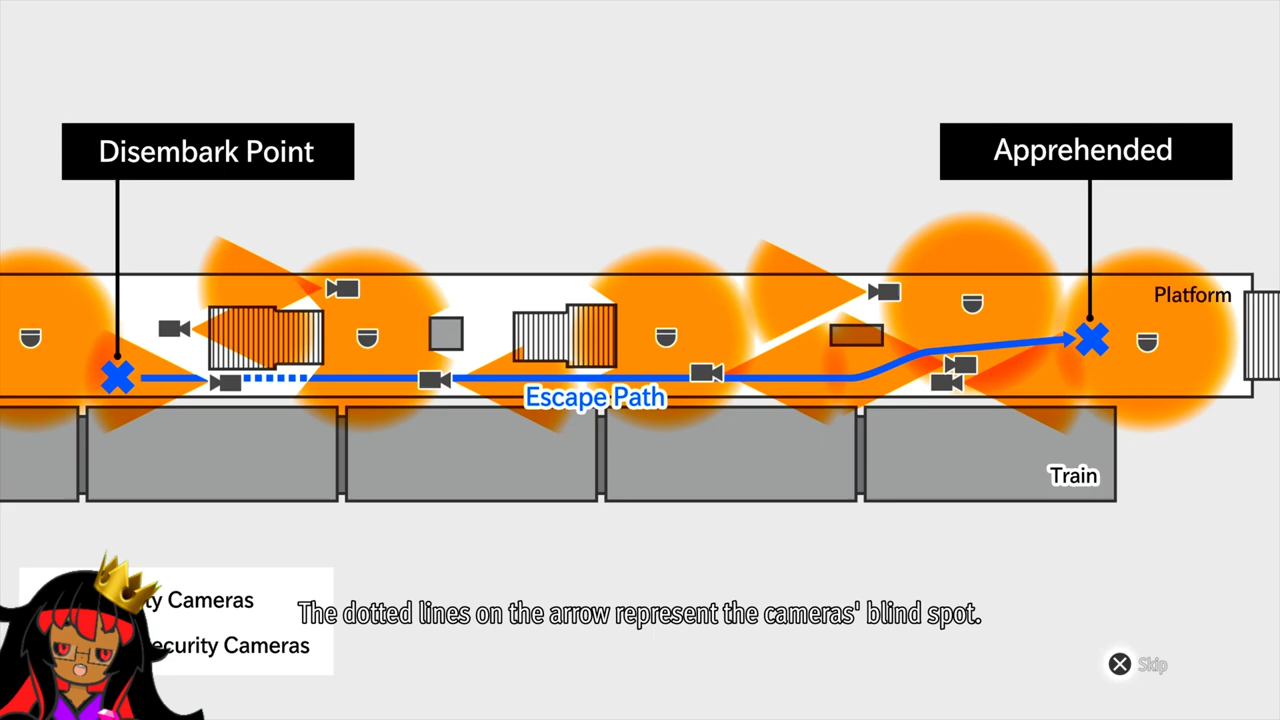 Disembark Point
Apprehended
Platform
Escape Path
Train
ty Cameras
ecurity Cameras
The dotted lines on the arrow represent the cameras' blind spot.
Skip